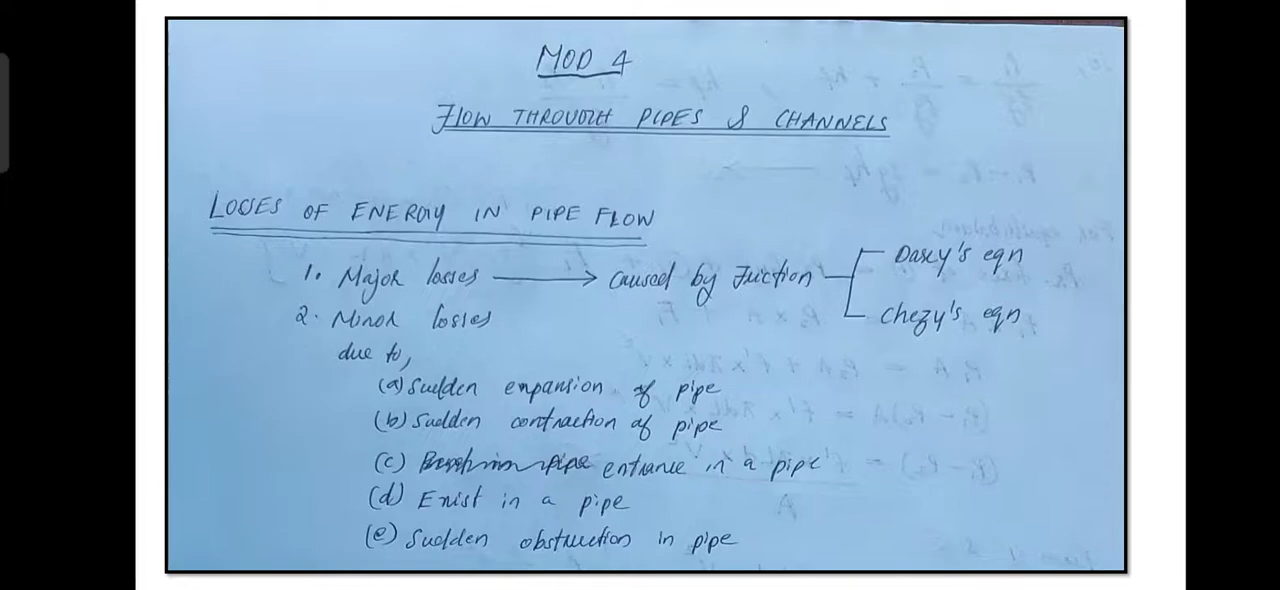 MOD 4
FLOW THROUGH PIPES & CHANNELS
LOSSES OF ENERGY IN PIPE FLOW
1. Major losses → caused by Friction
Darcy's eqn
Chezy's eqn
2. Minor losses
due to,
(a) Sudden expansion of pipe
(b) Sudden contraction of pipe
(c) entrance in a pipe
(d) Exist in a pipe
(e) Sudden obstruction in pipe